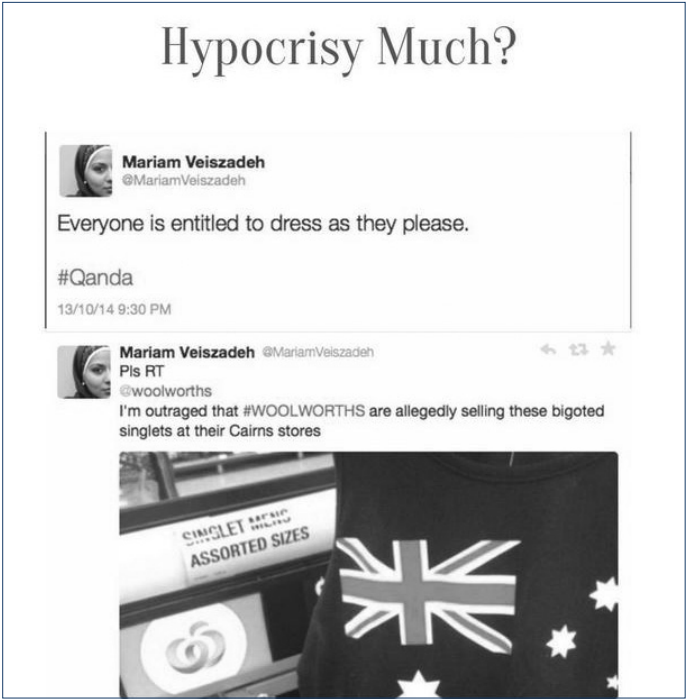 Hypocrisy Much?
Mariam Veiszadeh
@MariamVeiszadeh
Everyone is entitled to dress as they please.
#Qanda
13/10/14 9:30 PM
Mariam Veiszadeh @MariamVeiszadeh
Pls RT
@woolworths
I'm outraged that #WOOLWORTHS are allegedly selling these bigoted
singlets at their Cairns stores
SINGLET MENS
ASSORTED SIZES